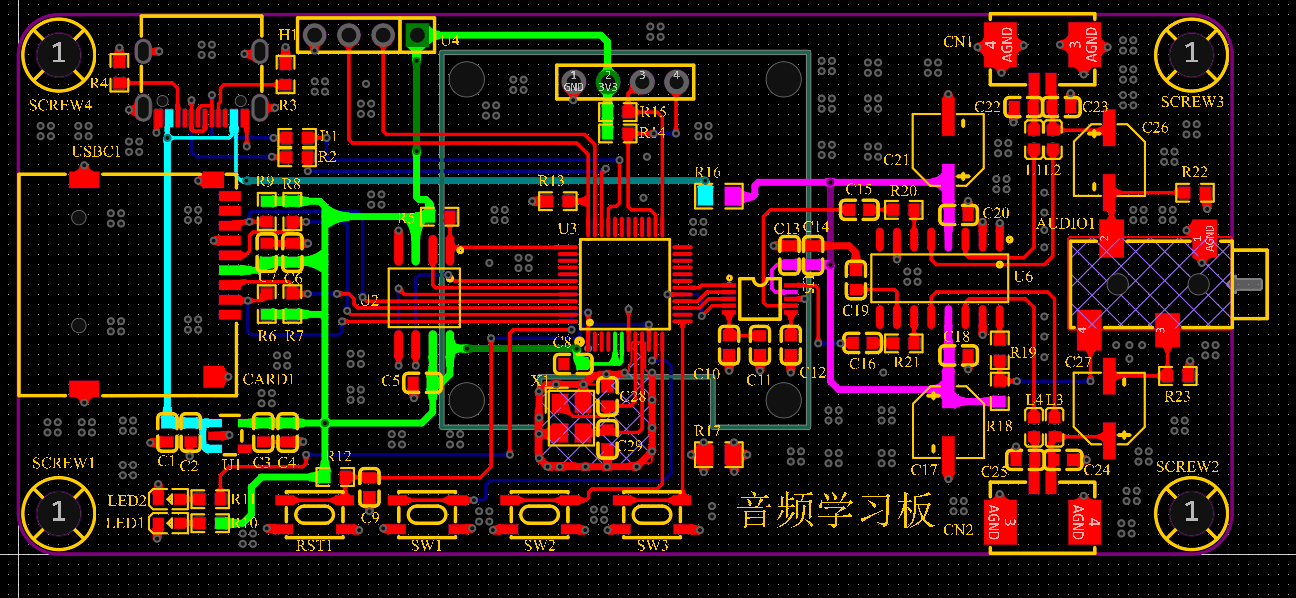 H1
U4
CN1
4
AGND
3
AGND
1
1
1
GND
2
3V3
3
4
R4
R3
SCREW4
C22
C23
SCREW3
R15
R14
C26
R1
R2
USBC1
L1
L2
C21
R9
R8
R13
R16
R22
C15
R20
R5
C20
AUDIO1
C13
C14
U3
2
1
AGND
U6
C7
C6
U2
U5
C19
R6
R7
C8
C18
R19
4
3
C16
R21
C10
C11
C12
C27
CARD1
C5
X1
R23
C28
L4
L3
R18
C1
C2
U1
C3
C4
R17
C29
SCREW1
R12
C17
C25
C24
SCREW2
LED2
R11
音频学习板
LED1
R10
C9
1
1
AGND
3
AGND
4
CN2
RST1
SW1
SW2
SW3